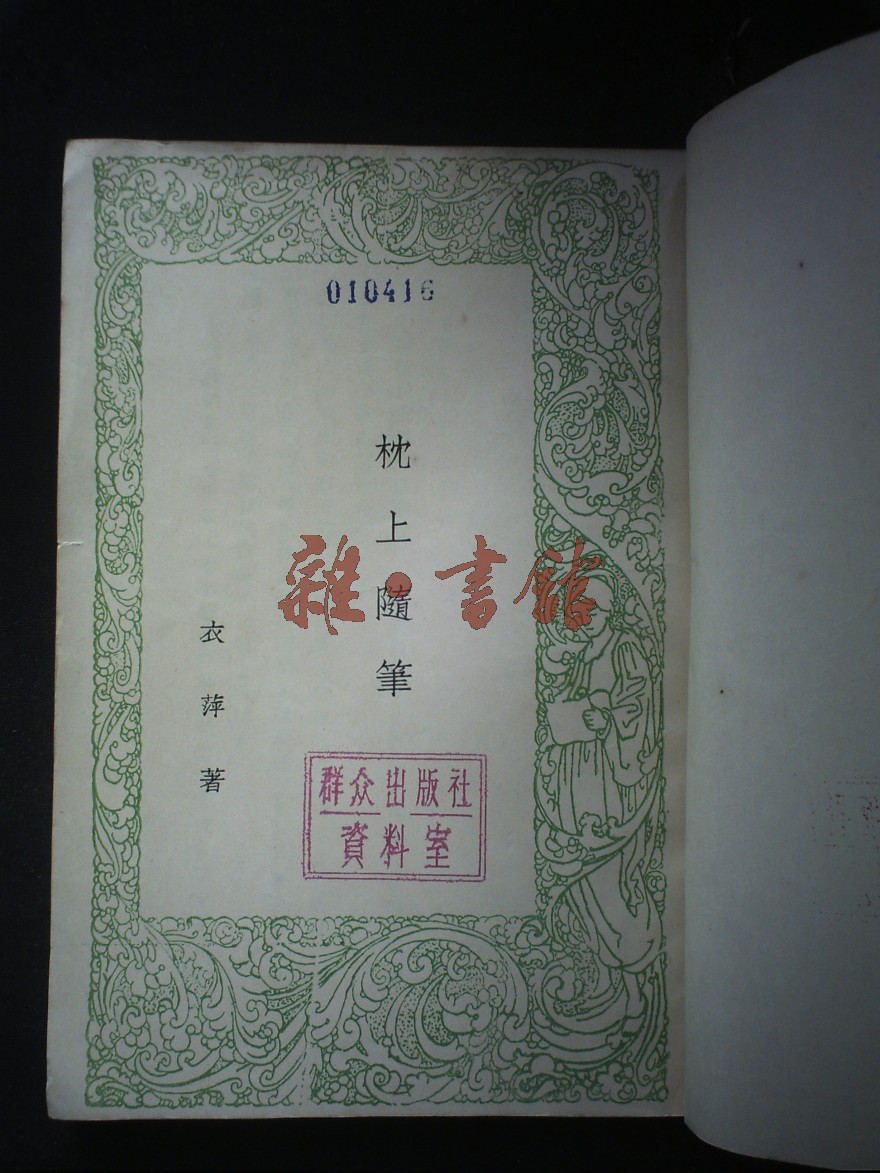 010416
枕上隨筆
衣萍著
雜·書館
群众出版社
資料室